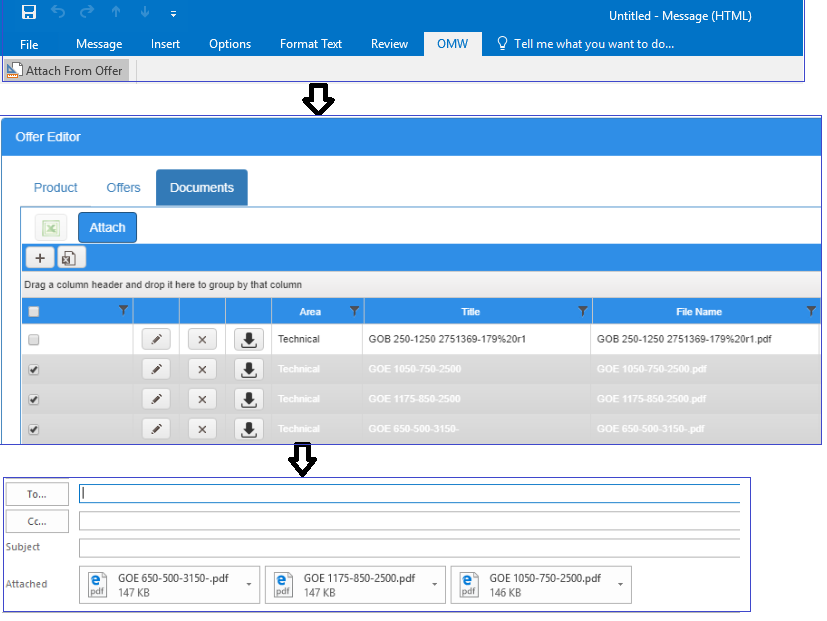 Untitled - Message (HTML)
File Message Insert Options Format Text Review OMW Tell me what you want to do...
Attach From Offer
Offer Editor
Product Offers Documents
Attach
Drag a column header and drop it here to group by that column
Area Title File Name
Technical GOB 250-1250 2751369-179%20r1 GOB 250-1250 2751369-179%20r1.pdf
Technical GOE 1050-750-2500 GOE 1050-750-2500.pdf
Technical GOE 1175-850-2500 GOE 1175-850-2500.pdf
Technical GOE 650-500-3150- GOE 650-500-3150-.pdf
To...
Cc...
Subject
Attached
GOE 650-500-3150-.pdf GOE 1175-850-2500.pdf GOE 1050-750-2500.pdf
pdf 147 KB pdf 147 KB pdf 146 KB